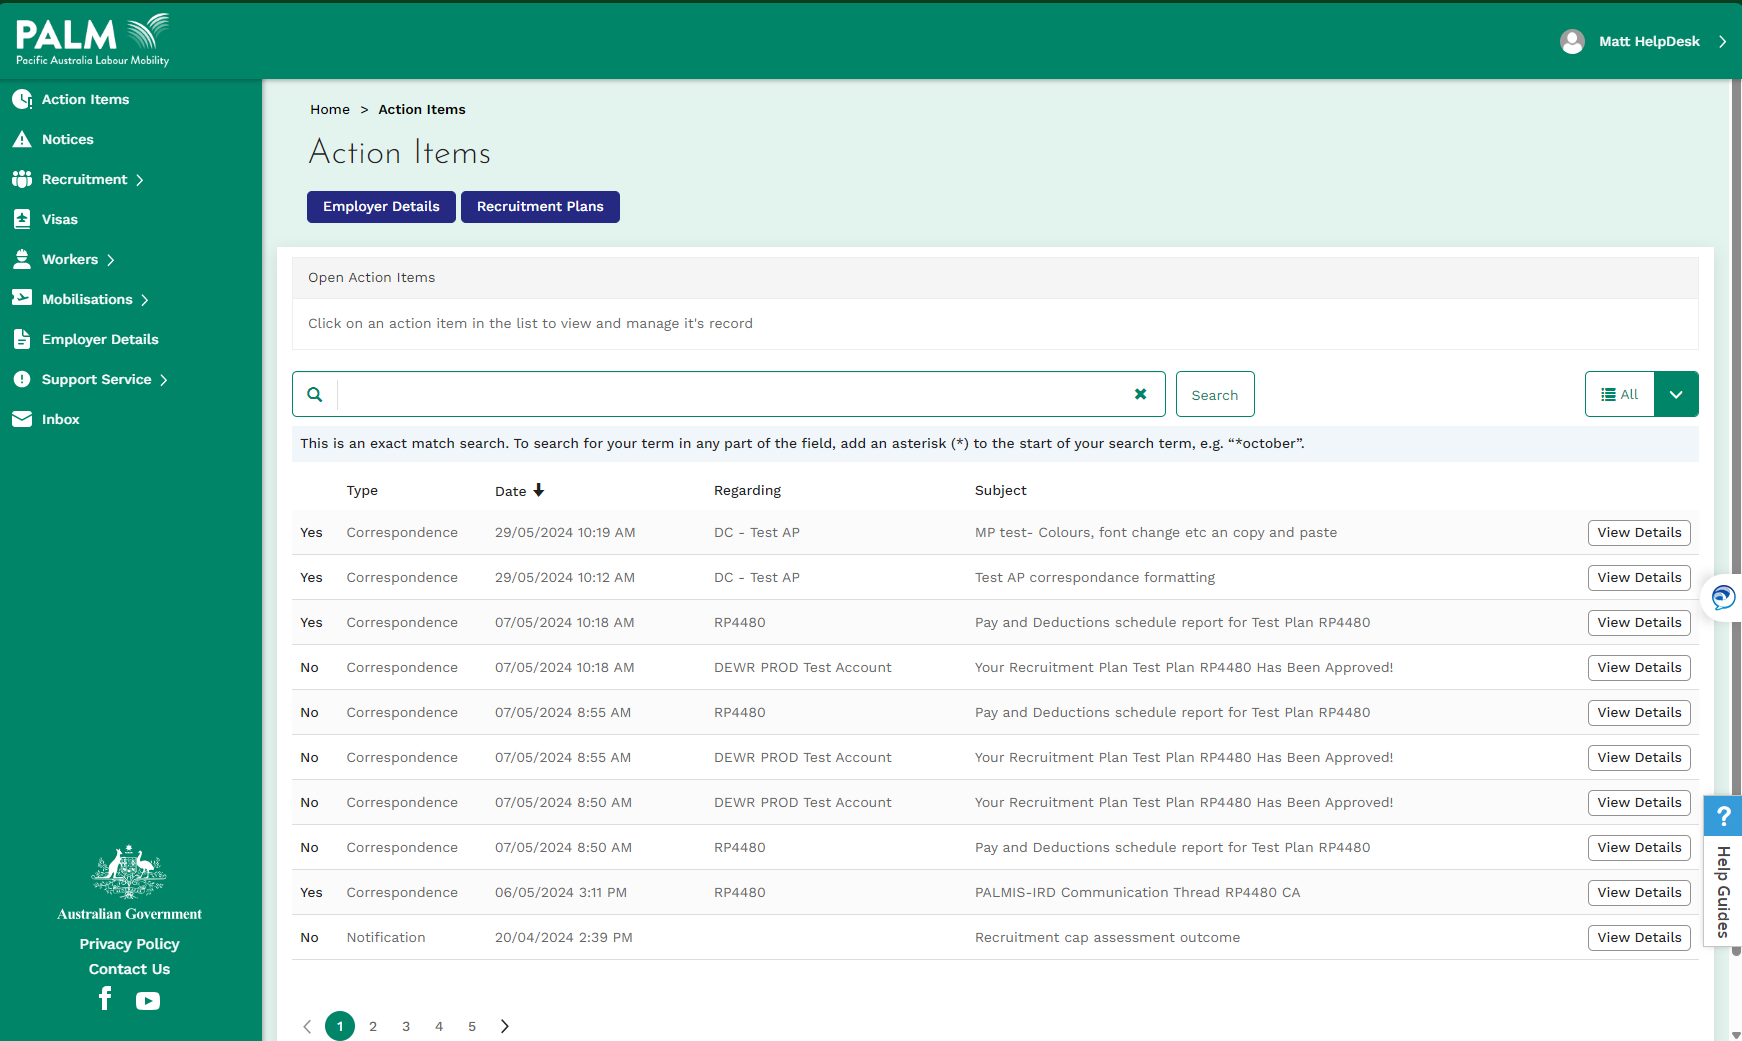 PALM
Pacific Australia Labour Mobility
Matt HelpDesk
Action Items
Notices
Recruitment
Visas
Workers
Mobilisations
Employer Details
Support Service
Inbox
Australian Government
Privacy Policy
Contact Us
Home > Action Items
Action Items
Employer Details Recruitment Plans
Open Action Items
Click on an action item in the list to view and manage it's record
Search All
This is an exact match search. To search for your term in any part of the field, add an asterisk (*) to the start of your search term, e.g. “*october”.
Type Date Regarding Subject
Yes Correspondence 29/05/2024 10:19 AM DC - Test AP MP test- Colours, font change etc an copy and paste View Details
Yes Correspondence 29/05/2024 10:12 AM DC - Test AP Test AP correspondance formatting View Details
Yes Correspondence 07/05/2024 10:18 AM RP4480 Pay and Deductions schedule report for Test Plan RP4480 View Details
No Correspondence 07/05/2024 10:18 AM DEWR PROD Test Account Your Recruitment Plan Test Plan RP4480 Has Been Approved! View Details
No Correspondence 07/05/2024 8:55 AM RP4480 Pay and Deductions schedule report for Test Plan RP4480 View Details
No Correspondence 07/05/2024 8:55 AM DEWR PROD Test Account Your Recruitment Plan Test Plan RP4480 Has Been Approved! View Details
No Correspondence 07/05/2024 8:50 AM DEWR PROD Test Account Your Recruitment Plan Test Plan RP4480 Has Been Approved! View Details
No Correspondence 07/05/2024 8:50 AM RP4480 Pay and Deductions schedule report for Test Plan RP4480 View Details
Yes Correspondence 06/05/2024 3:11 PM RP4480 PALMIS-IRD Communication Thread RP4480 CA View Details
No Notification 20/04/2024 2:39 PM Recruitment cap assessment outcome View Details
1 2 3 4 5
? Help Guides